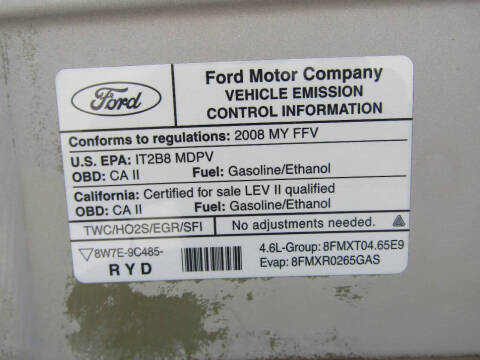 Ford
Ford Motor Company
VEHICLE EMISSION
CONTROL INFORMATION
Conforms to regulations: 2008 MY FFV
U.S. EPA: IT2B8 MDPV
OBD: CA II Fuel: Gasoline/Ethanol
California: Certified for sale LEV II qualified
OBD: CA II Fuel: Gasoline/Ethanol
TWC/HO2S/EGR/SFI No adjustments needed.
8W7E-9C485- 4.6L-Group: 8FMXT04.65E9
RYD Evap: 8FMXR0265GAS